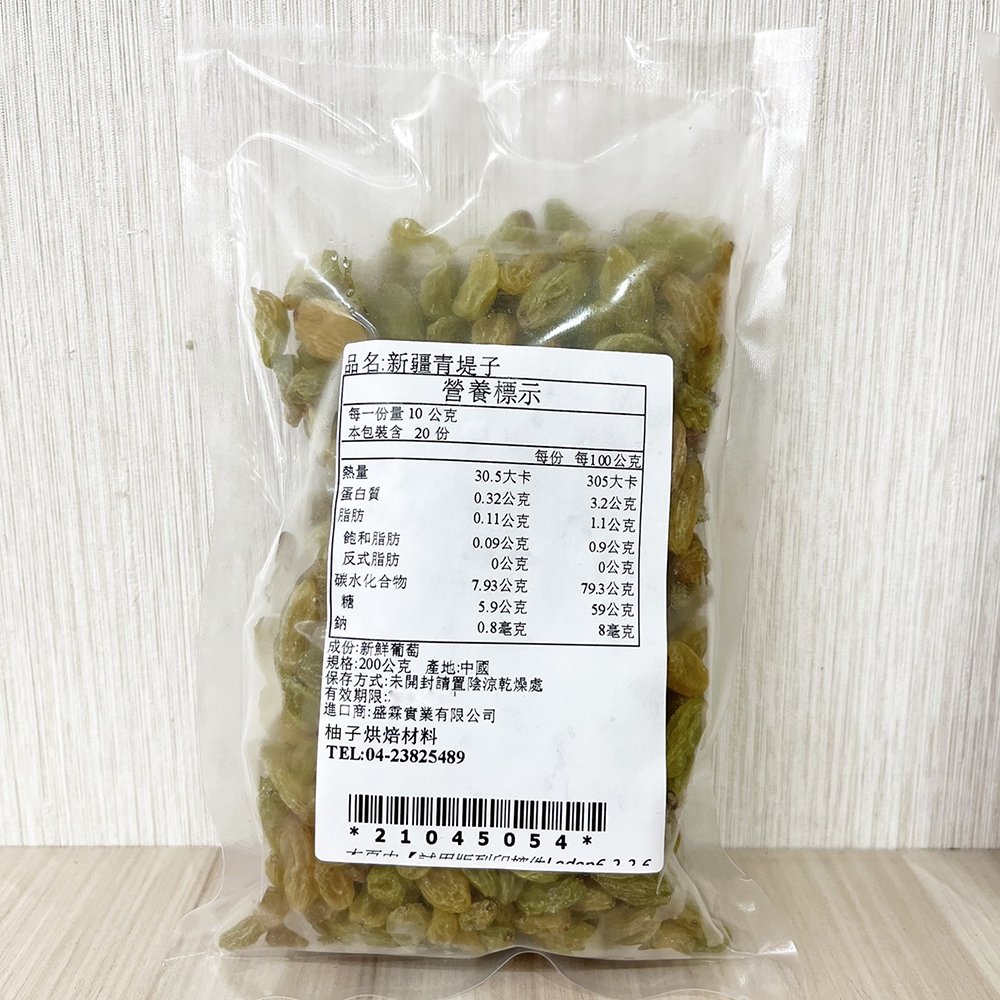 品名:新疆青堤子
營養標示
每一份量 10 公克
本包裝含 20 份
每份 每100公克
熱量 30.5大卡 305大卡
蛋白質 0.32公克 3.2公克
脂肪 0.11公克 1.1公克
飽和脂肪 0.09公克 0.9公克
反式脂肪 0公克 0公克
碳水化合物 7.93公克 79.3公克
糖 5.9公克 59公克
鈉 0.8毫克 8毫克
成份:新鮮葡萄
規格:200公克 產地:中國
保存方式:未開封請置陰涼乾燥處
有效期限:
進口商:盛霖實業有限公司
柚子烘焙材料
TEL:04-23825489
*21045054*